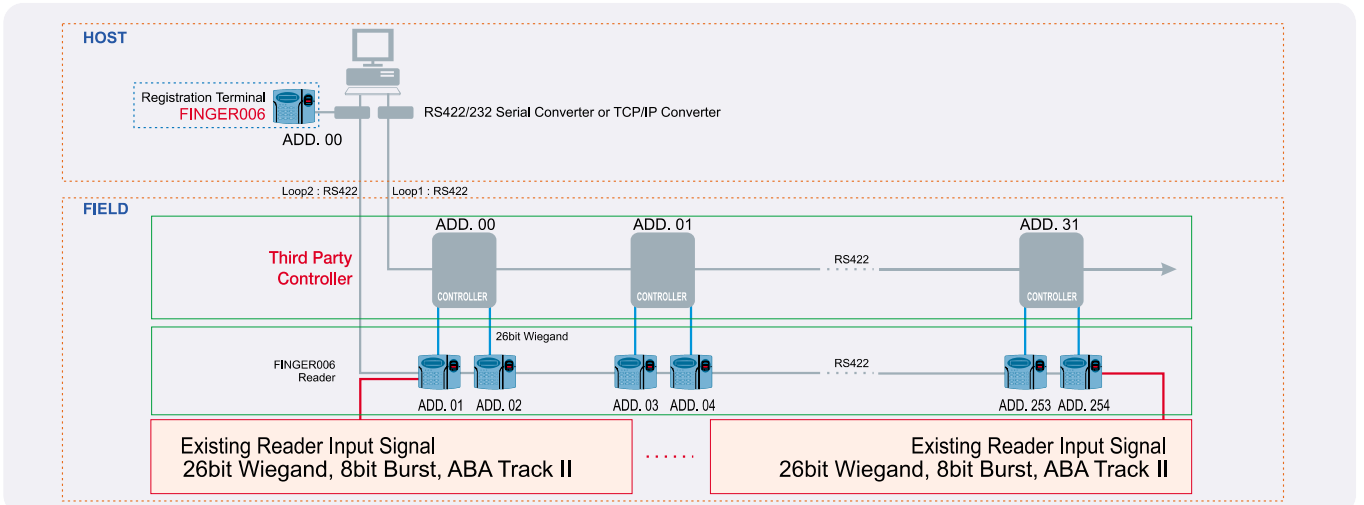 HOST
Registration Terminal
FINGER006
ADD. 00
RS422/232 Serial Converter or TCP/IP Converter
Loop2 : RS422
Loop1 : RS422
FIELD
ADD. 00
ADD. 01
ADD. 31
Third Party
Controller
RS422
CONTROLLER
CONTROLLER
CONTROLLER
26bit Wiegand
FINGER006
Reader
RS422
ADD. 01
ADD. 02
ADD. 03
ADD. 04
ADD. 253
ADD. 254
Existing Reader Input Signal
26bit Wiegand, 8bit Burst, ABA Track II
Existing Reader Input Signal
26bit Wiegand, 8bit Burst, ABA Track II